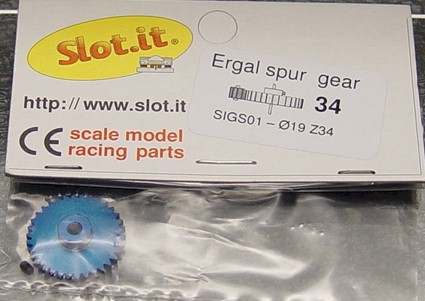 Slot.it®
http://www.slot.it
CE scale model
racing parts
Ergal spur gear
34
SIGS01 – Ø19 Z34